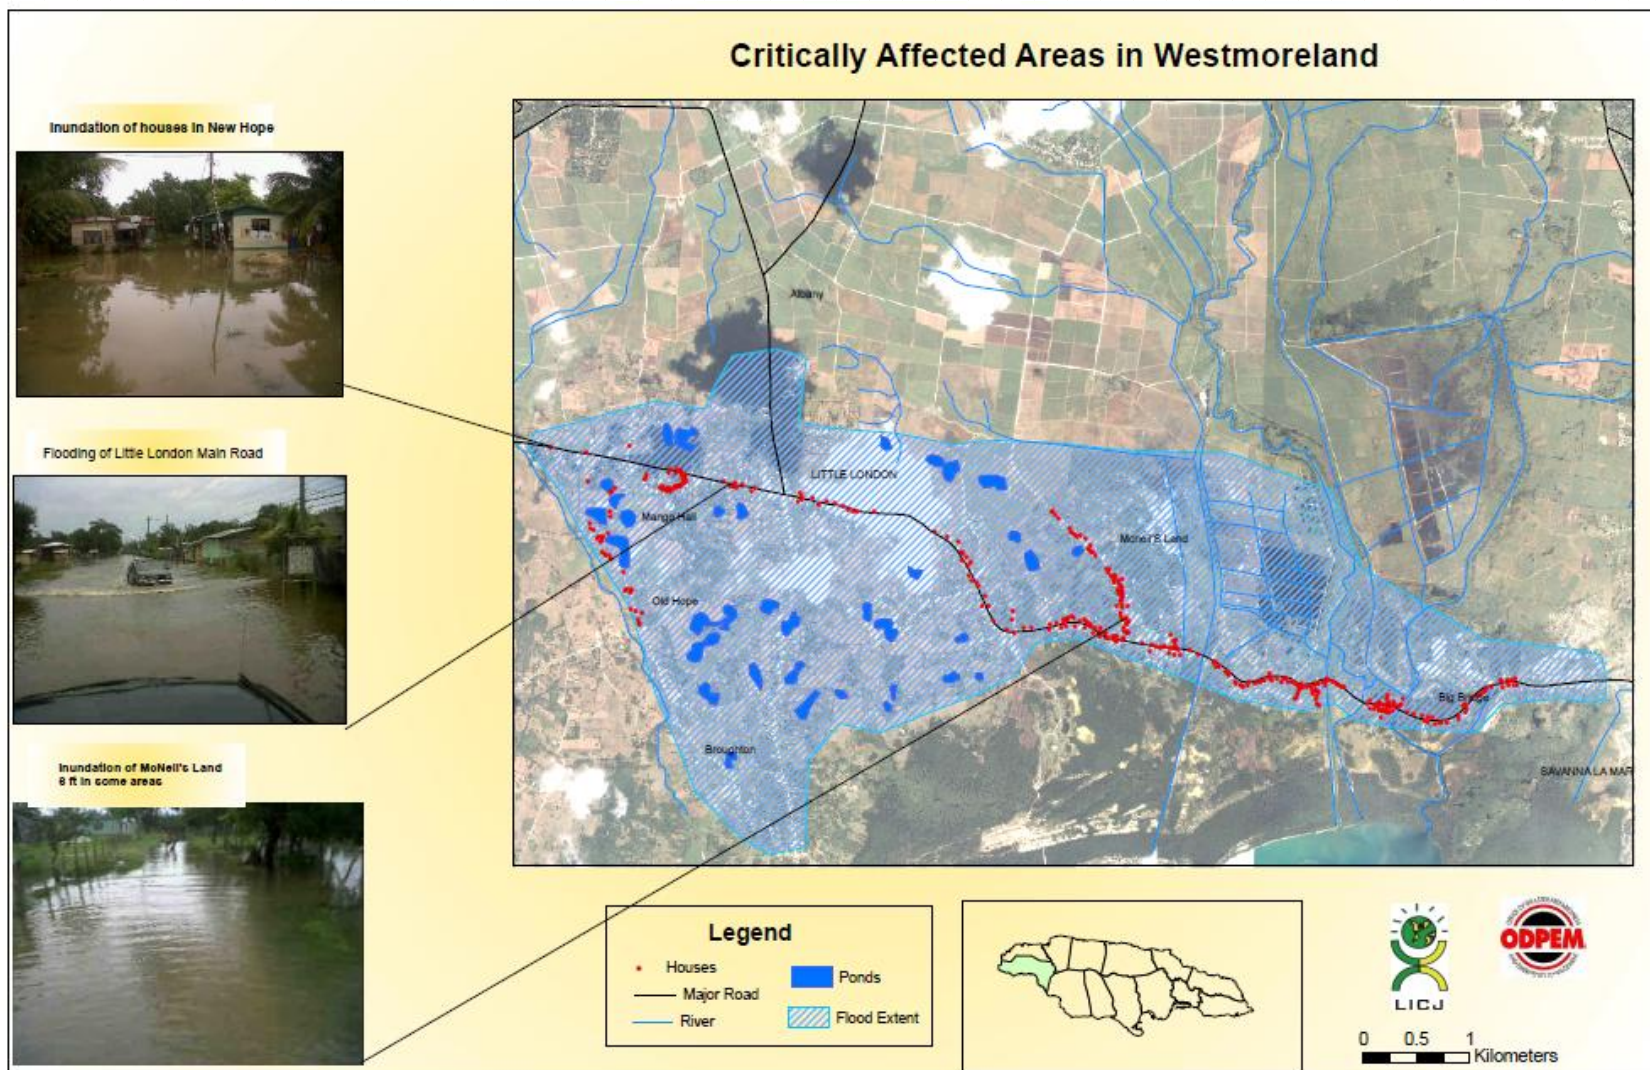 Critically Affected Areas in Westmoreland
Inundation of houses in New Hope
Flooding of Little London Main Road
Inundation of McNeil's Land
6 ft in some areas
Albany
LITTLE LONDON
Mango Hall
Mcneil'S Land
Old Hope
Big Bridge
Broughton
SAVANNA LA MAR
Legend
Houses
Major Road
River
Ponds
Flood Extent
LICJ
ODPEM
0 0.5 1
Kilometers